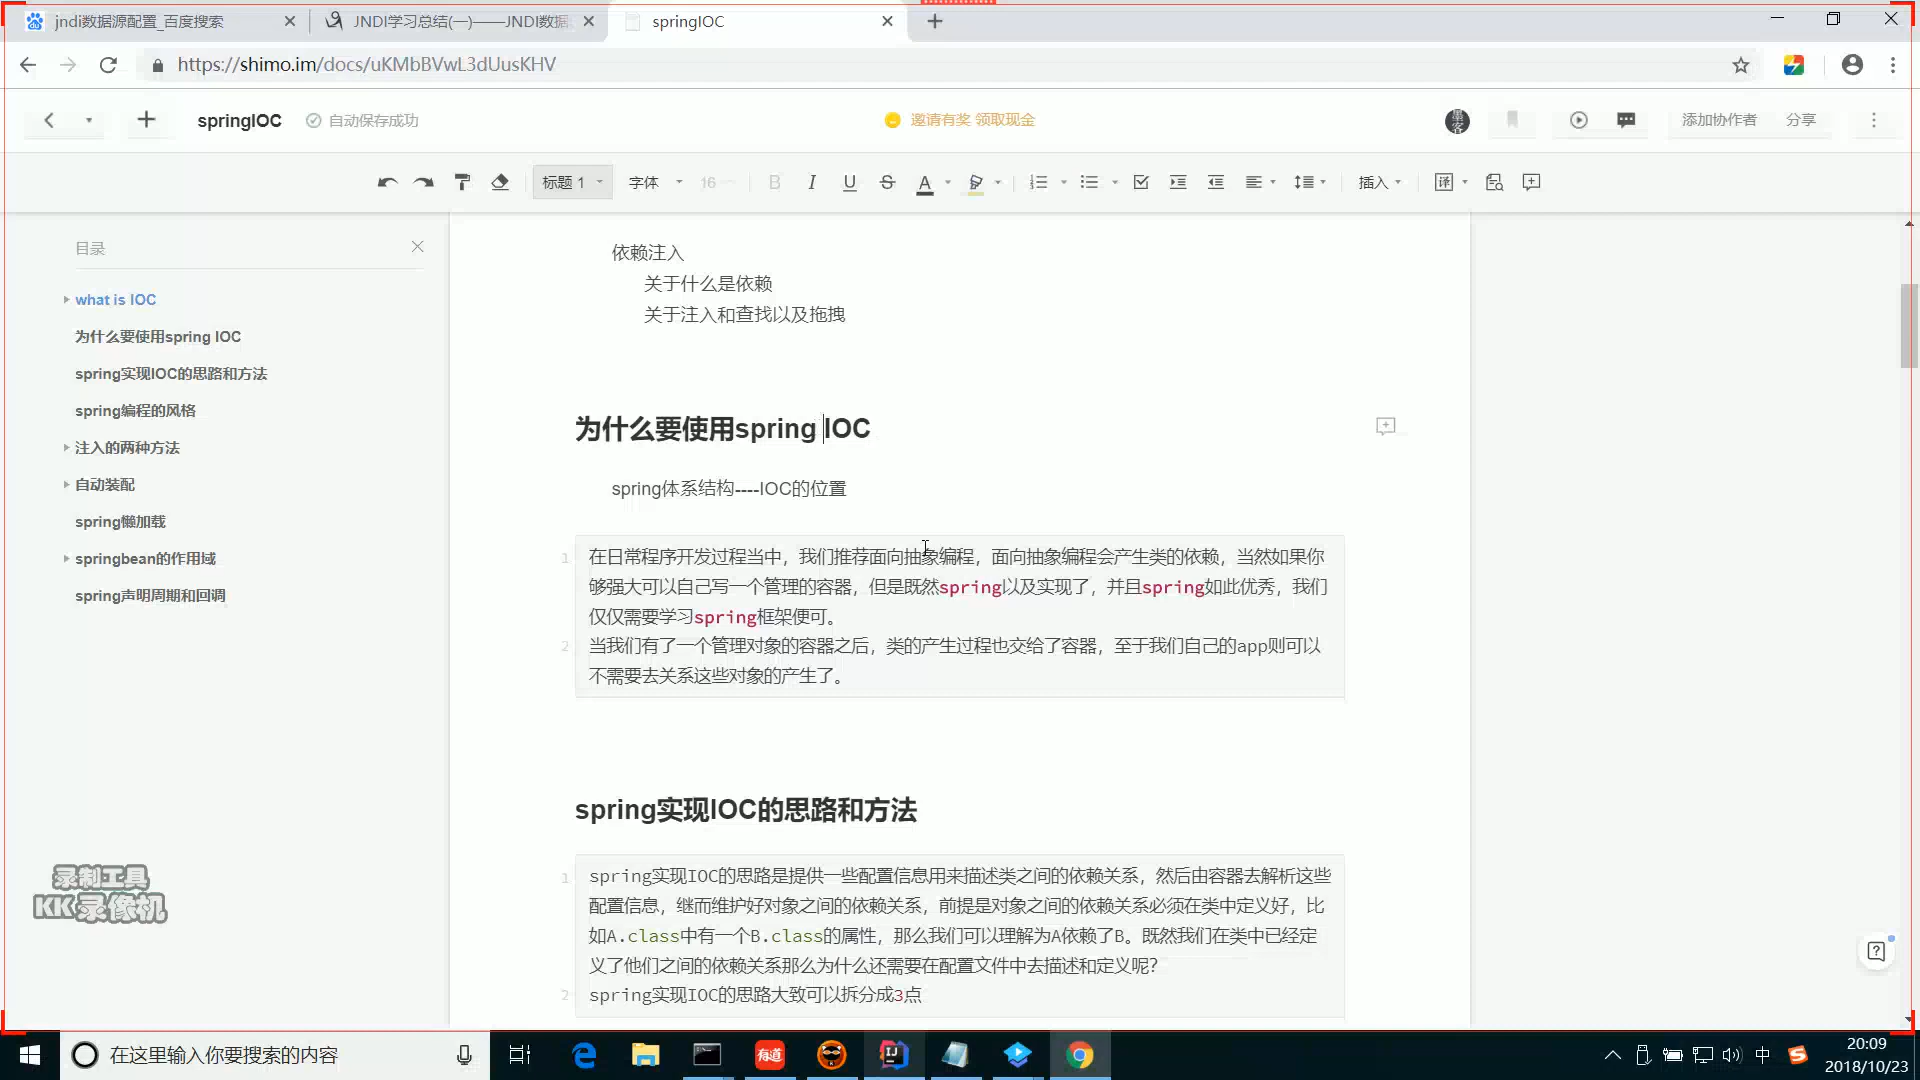 jndi数据源配置_百度搜索
JNDI学习总结(一)——JNDI数据
springIOC
https://shimo.im/docs/uKMbBVwL3dUusKHV
springIOC
自动保存成功
邀请有奖 领取现金
墨客
添加协作者
分享
标题 1
字体
16
B
I
U
S
A
插入
译
目录
what is IOC
为什么要使用spring IOC
spring实现IOC的思路和方法
spring编程的风格
注入的两种方法
自动装配
spring懒加载
springbean的作用域
spring声明周期和回调
依赖注入
关于什么是依赖
关于注入和查找以及拖拽
为什么要使用spring IOC
spring体系结构----IOC的位置
1 在日常程序开发过程当中，我们推荐面向抽象编程，面向抽象编程会产生类的依赖，当然如果你
够强大可以自己写一个管理的容器，但是既然spring以及实现了，并且spring如此优秀，我们
仅仅需要学习spring框架便可。
2 当我们有了一个管理对象的容器之后，类的产生过程也交给了容器，至于我们自己的app则可以
不需要去关系这些对象的产生了。
spring实现IOC的思路和方法
1 spring实现IOC的思路是提供一些配置信息用来描述类之间的依赖关系，然后由容器去解析这些
配置信息，继而维护好对象之间的依赖关系，前提是对象之间的依赖关系必须在类中定义好，比
如A.class中有一个B.class的属性，那么我们可以理解为A依赖了B。既然我们在类中已经定
义了他们之间的依赖关系那么为什么还需要在配置文件中去描述和定义呢？
2 spring实现IOC的思路大致可以拆分成3点
录制工具
KK录像机
在这里输入你要搜索的内容
有道
IJ
中
20:09
2018/10/23